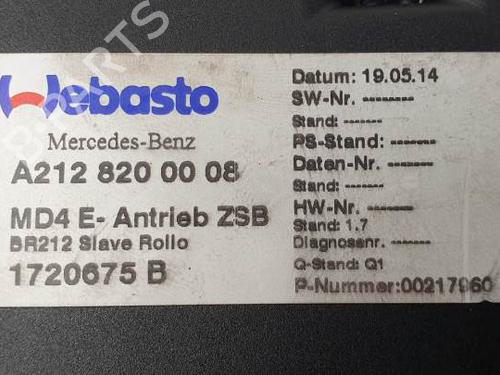 Webasto
Mercedes-Benz
A212 820 00 08
MD4 E- Antrieb ZSB
BR212 Slave Rollo
1720675 B
Datum: 19.05.14
SW-Nr. --------
Stand: -------
PS-Stand: -------
Daten-Nr. -------
Stand: -------
HW-Nr. -------
Stand: 1.7
Diagnosenr. -------
Q-Stand: Q1
P-Nummer:00217960